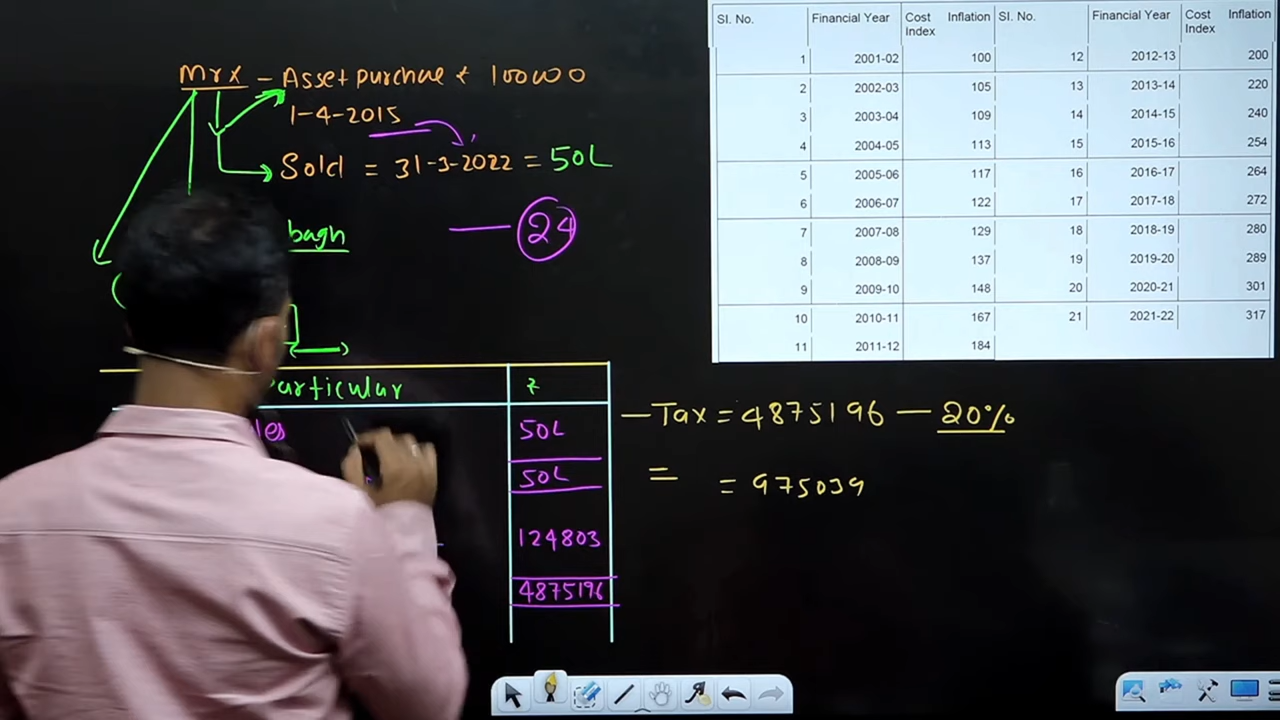 Mrx - Asset purchase ₹ 100000
1-4-2015
Sold = 31-3-2022 = 50L
bagh — 24
articular ₹
les 50L
50L
124803
4875196
— Tax = 4875196 — 20%
= = 975039
SI. No. Financial Year Cost Inflation Index SI. No. Financial Year Cost Inflation Index
1 2001-02 100 12 2012-13 200
2 2002-03 105 13 2013-14 220
3 2003-04 109 14 2014-15 240
4 2004-05 113 15 2015-16 254
5 2005-06 117 16 2016-17 264
6 2006-07 122 17 2017-18 272
7 2007-08 129 18 2018-19 280
8 2008-09 137 19 2019-20 289
9 2009-10 148 20 2020-21 301
10 2010-11 167 21 2021-22 317
11 2011-12 184